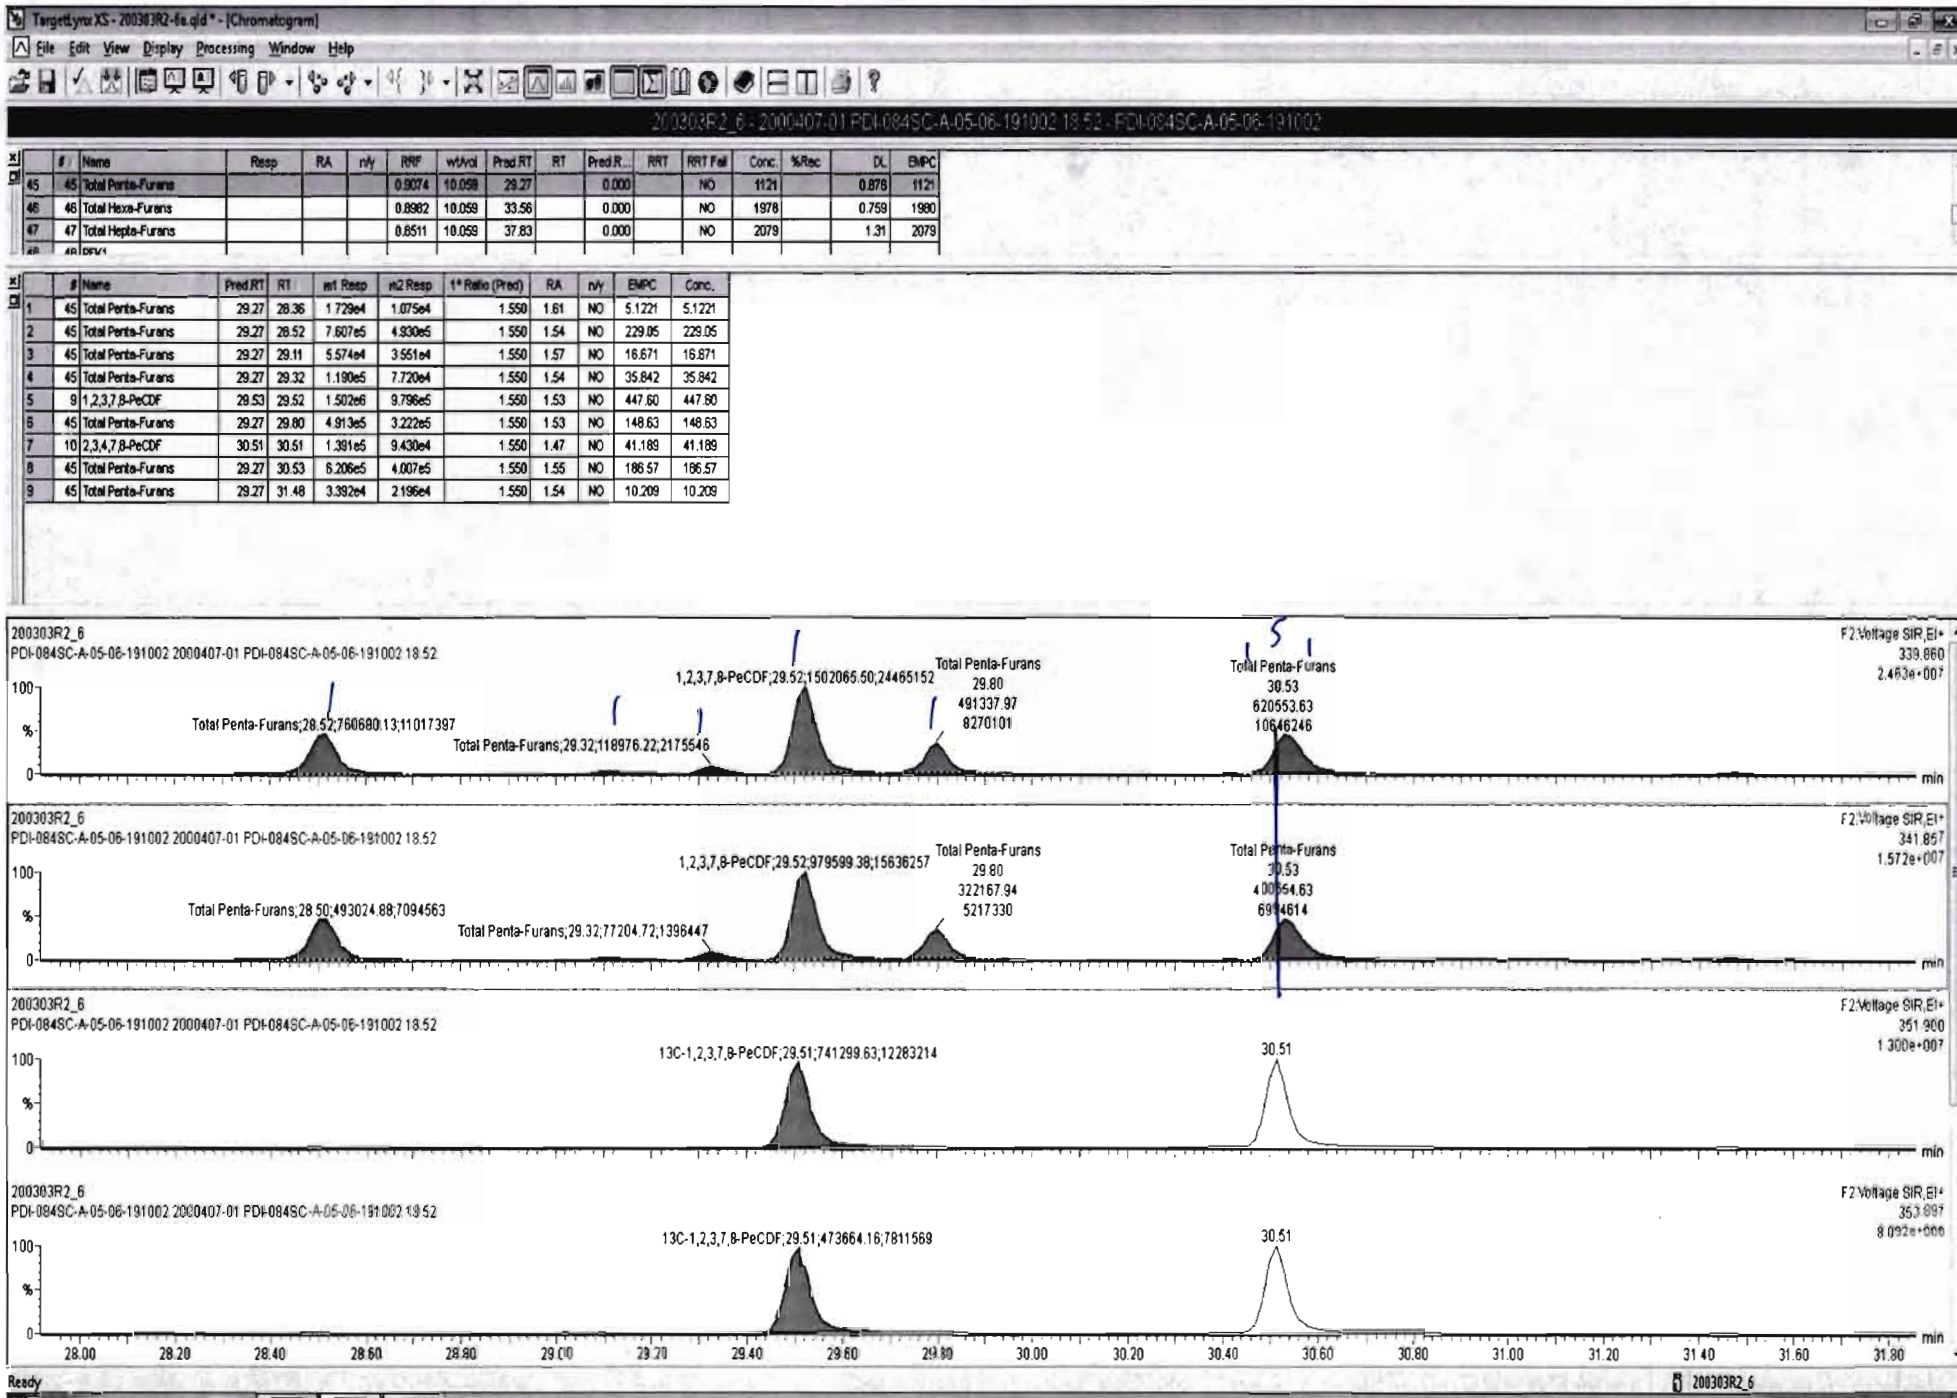 TargetLynx XS - 200303R2-6a.qld * - [Chromatogram]
File Edit View Display Processing Window Help
200303R2_6 - 2000407-01 PDI-084SC-A-05-06-191002 18.52 - PDI-084SC-A-05-06-191002
# Name Resp RA n/y RRF wt/vol Pred.RT RT Pred.R... RRT RRT Fail Conc. %Rec DL EMPC
45 45 Total Penta-Furans 0.9074 10.059 29.27 0.000 NO 1121 0.876 1121
46 46 Total Hexa-Furans 0.8982 10.059 33.56 0.000 NO 1978 0.759 1980
47 47 Total Hepta-Furans 0.8511 10.059 37.83 0.000 NO 2079 1.31 2079
# Name Pred.RT RT m1 Resp m2 Resp 1° Ratio (Pred) RA n/y EMPC Conc.
1 45 Total Penta-Furans 29.27 28.36 1.729e4 1.075e4 1.550 1.61 NO 5.1221 5.1221
2 45 Total Penta-Furans 29.27 28.52 7.607e5 4.930e5 1.550 1.54 NO 229.05 229.05
3 45 Total Penta-Furans 29.27 29.11 5.574e4 3.551e4 1.550 1.57 NO 16.871 16.871
4 45 Total Penta-Furans 29.27 29.32 1.190e5 7.720e4 1.550 1.54 NO 35.842 35.842
5 9 1,2,3,7,8-PeCDF 29.53 29.52 1.502e6 9.796e5 1.550 1.53 NO 447.60 447.60
6 45 Total Penta-Furans 29.27 29.80 4.913e5 3.222e5 1.550 1.53 NO 148.63 148.63
7 10 2,3,4,7,8-PeCDF 30.51 30.51 1.391e5 9.430e4 1.550 1.47 NO 41.189 41.189
8 45 Total Penta-Furans 29.27 30.53 6.206e5 4.007e5 1.550 1.55 NO 186.57 186.57
9 45 Total Penta-Furans 29.27 31.48 3.392e4 2.196e4 1.550 1.54 NO 10.209 10.209
200303R2_6
PDI-084SC-A-05-06-191002 2000407-01 PDI-084SC-A-05-06-191002 18.52
F2:Voltage SIR,EI+
339.860
2.463e+007
5
100
%
0
Total Penta-Furans;28.52;760680.13;11017397
Total Penta-Furans;29.32;118976.22;2175546
1,2,3,7,8-PeCDF;29.52;1502065.50;24465152
Total Penta-Furans
29.80
491337.97
8270101
Total Penta-Furans
30.53
620553.63
10646246
min
200303R2_6
PDI-084SC-A-05-06-191002 2000407-01 PDI-084SC-A-05-06-191002 18.52
F2:Voltage SIR,EI+
341.857
1.572e+007
100
%
0
Total Penta-Furans;28.50;493024.88;7094563
Total Penta-Furans;29.32;77204.72;1396447
1,2,3,7,8-PeCDF;29.52;979599.38;15636257
Total Penta-Furans
29.80
322167.94
5217330
Total Penta-Furans
30.53
min
200303R2_6
PDI-084SC-A-05-06-191002 2000407-01 PDI-084SC-A-05-06-191002 18.52
F2:Voltage SIR,EI+
351.900
1.300e+007
100
%
0
13C-1,2,3,7,8-PeCDF;29.51;741299.63;12283214
30.51
min
200303R2_6
PDI-084SC-A-05-06-191002 2000407-01 PDI-084SC-A-05-06-191002 18.52
F2:Voltage SIR,EI+
353.897
8.092e+006
100
%
0
13C-1,2,3,7,8-PeCDF;29.51;473664.16;7811569
30.51
min
28.00 28.20 28.40 28.60 28.80 29.00 29.20 29.40 29.60 29.80 30.00 30.20 30.40 30.60 30.80 31.00 31.20 31.40 31.60 31.80
Ready
200303R2_6